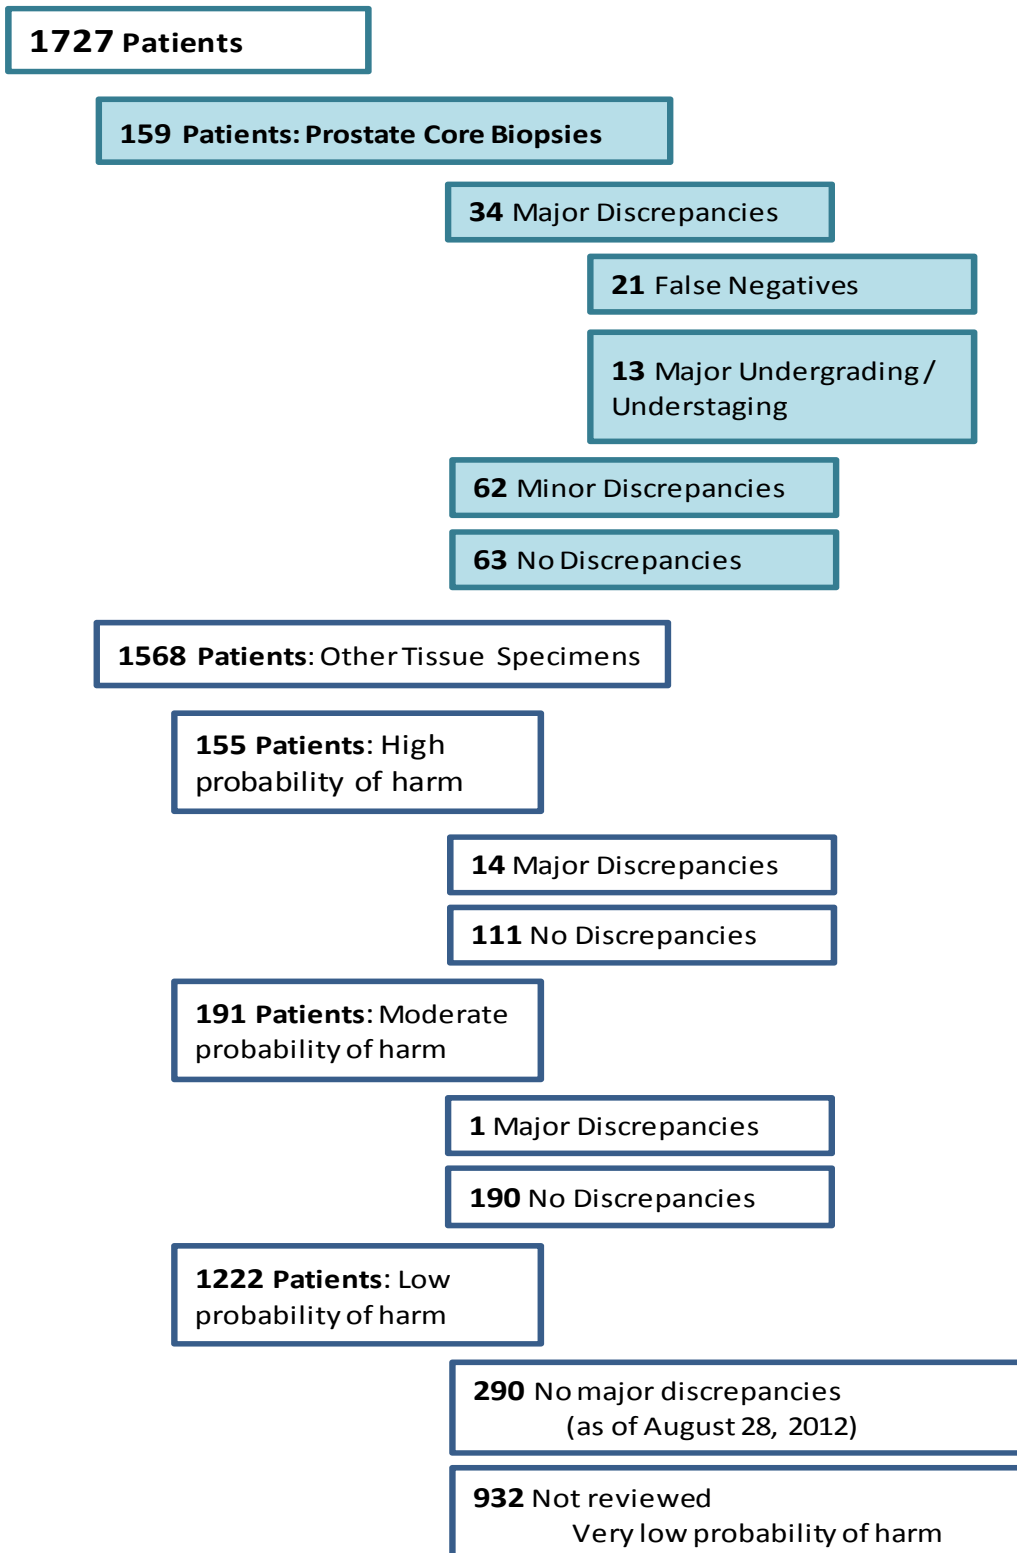 1727 Patients
159 Patients: Prostate Core Biopsies
34 Major Discrepancies
21 False Negatives
13 Major Undergrading /
Understaging
62 Minor Discrepancies
63 No Discrepancies
1568 Patients: Other Tissue Specimens
155 Patients: High
probability of harm
14 Major Discrepancies
111 No Discrepancies
191 Patients: Moderate
probability of harm
1 Major Discrepancies
190 No Discrepancies
1222 Patients: Low
probability of harm
290 No major discrepancies
(as of August 28, 2012)
932 Not reviewed
Very low probability of harm